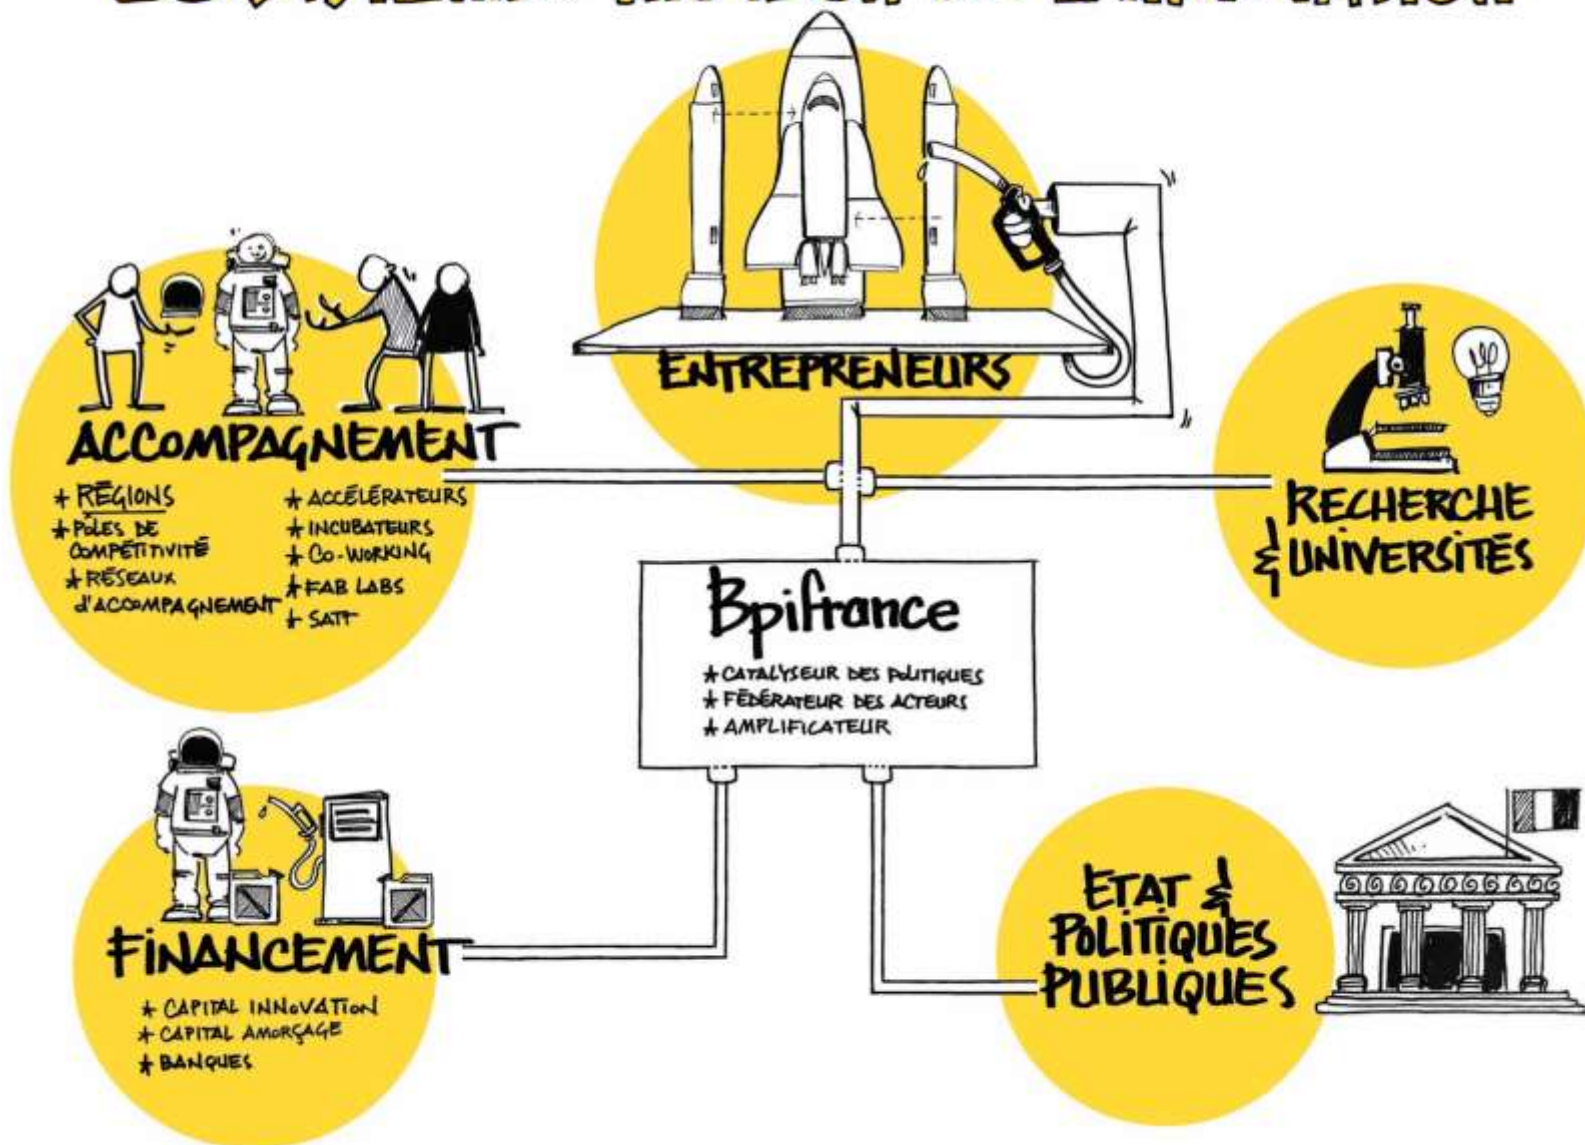 ENTREPRENEURS
ACCOMPAGNEMENT
* RÉGIONS
* PÔLES DE
COMPÉTITIVITÉ
* RÉSEAUX
d'ACCOMPAGNEMENT
* ACCÉLÉRATEURS
* INCUBATEURS
* CO-WORKING
* FAB LABS
* SATT
RECHERCHE
& UNIVERSITÉS
Bpifrance
* CATALYSEUR DES POLITIQUES
* FÉDÉRATEUR DES ACTEURS
* AMPLIFICATEUR
FINANCEMENT
* CAPITAL INNOVATION
* CAPITAL AMORÇAGE
* BANQUES
ETAT &
POLITIQUES
PUBLIQUES